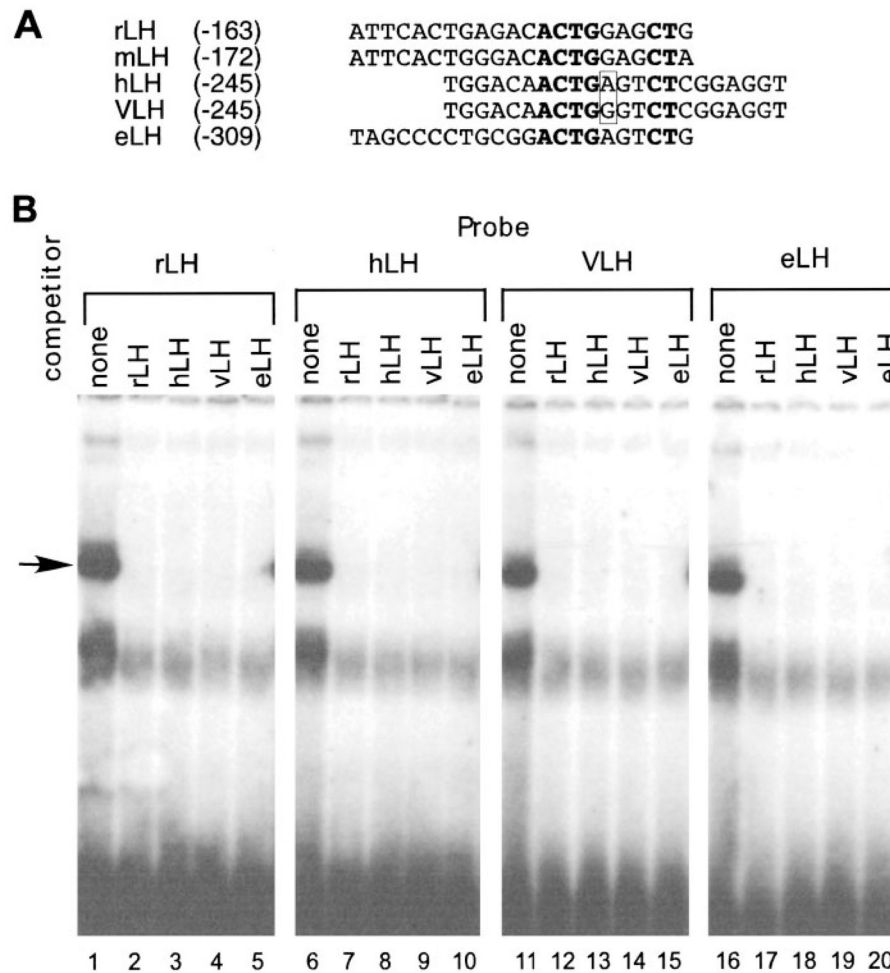 A
rLH (-163) ATTCACTGAGACACTGGAGCTG
mLH (-172) ATTCACTGGGACACTGGAGCTA
hLH (-245) TGGACAACTGAGTCTCGGAGGT
VLH (-245) TGGACAACTGGGTCTCGGAGGT
eLH (-309) TAGCCCCTGCGGACTGAGTCTG
B
Probe
competitor
rLH hLH VLH eLH
none rLH hLH vLH eLH none rLH hLH vLH eLH none rLH hLH vLH eLH none rLH hLH vLH eLH
1 2 3 4 5 6 7 8 9 10 11 12 13 14 15 16 17 18 19 20